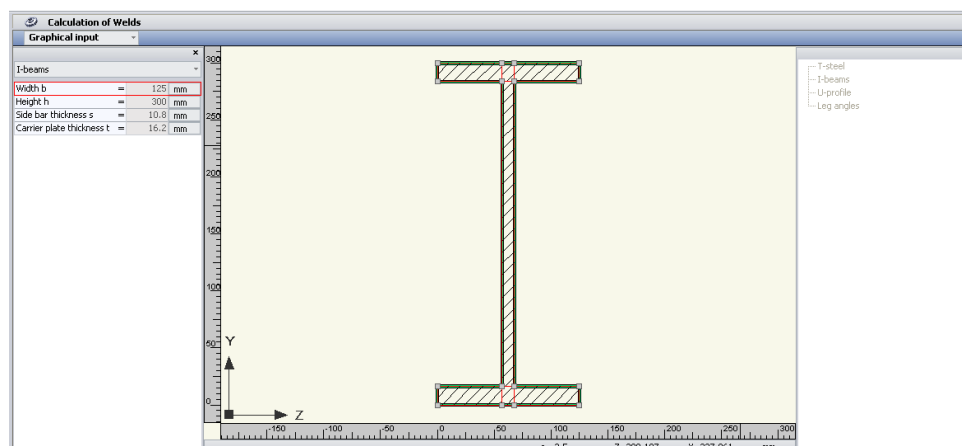 Calculation of Welds
Graphical input
×
I-beams
Width b = 125 mm
Height h = 300 mm
Side bar thickness s = 10.8 mm
Carrier plate thickness t = 16.2 mm
300
250
200
150
100
50
0
Y
Z
-150 -100 -50 0 50 100 150 200 250 300
T-steel
I-beams
U-profile
Leg angles